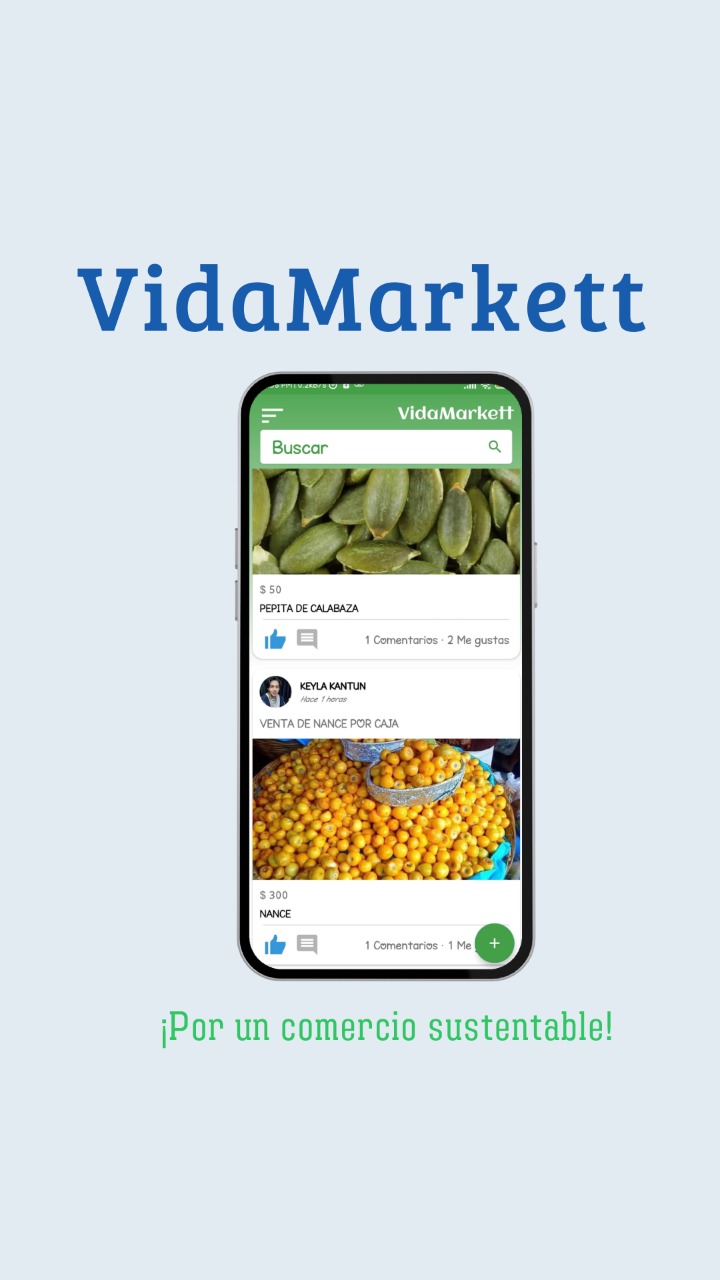 VidaMarkett
VidaMarkett
Buscar
$ 50
PEPITA DE CALABAZA
1 Comentarios · 2 Me gustas
KEYLA KANTUN
Hace 1 horas
VENTA DE NANCE POR CAJA
$ 300
NANCE
1 Comentarios · 1 Me
+
¡Por un comercio sustentable!